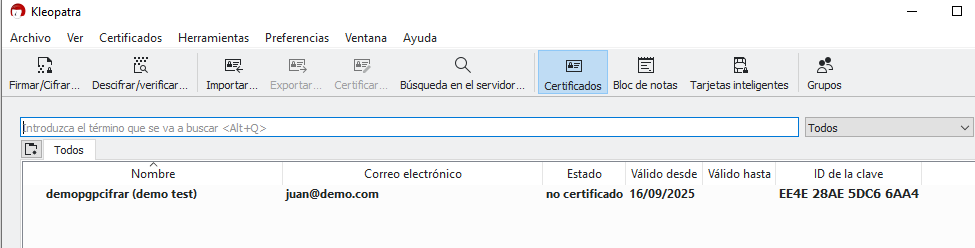 Kleopatra
Archivo Ver Certificados Herramientas Preferencias Ventana Ayuda
Firmar/Cifrar... Descifrar/verificar... Importar... Exportar... Certificar... Búsqueda en el servidor... Certificados Bloc de notas Tarjetas inteligentes Grupos
Introduzca el término que se va a buscar <Alt+Q> Todos
Todos
Nombre Correo electrónico Estado Válido desde Válido hasta ID de la clave
demopgpcifrar (demo test) juan@demo.com no certificado 16/09/2025 EE4E 28AE 5DC6 6AA4